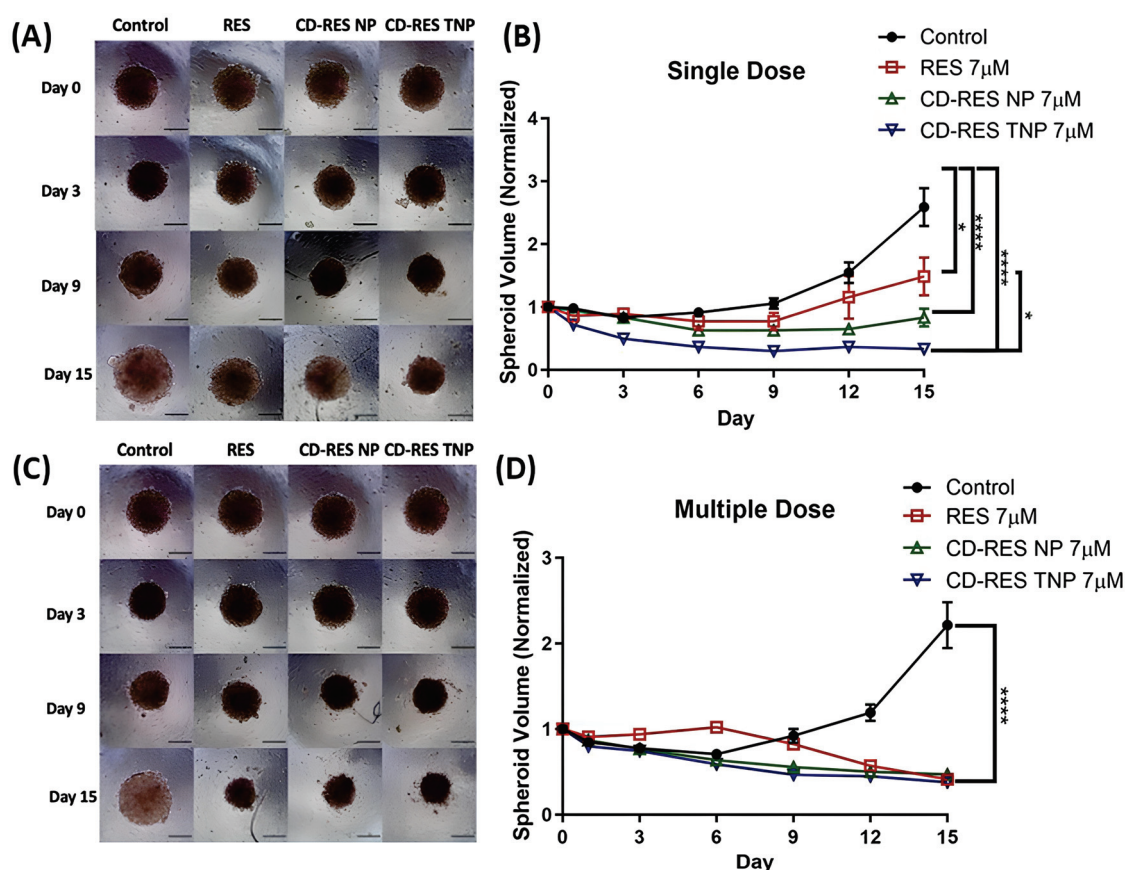 (A)
Control RES CD-RES NP CD-RES TNP
Day 0
Day 3
Day 9
Day 15
(B)
Single Dose
Control
RES 7μM
CD-RES NP 7μM
CD-RES TNP 7μM
Spheroid Volume (Normalized)
4
3
2
1
0
0 3 6 9 12 15
Day
*
****
****
*
(C)
Control RES CD-RES NP CD-RES TNP
Day 0
Day 3
Day 9
Day 15
(D)
Multiple Dose
Control
RES 7μM
CD-RES NP 7μM
CD-RES TNP 7μM
Spheroid Volume (Normalized)
3
2
1
0
0 3 6 9 12 15
Day
****